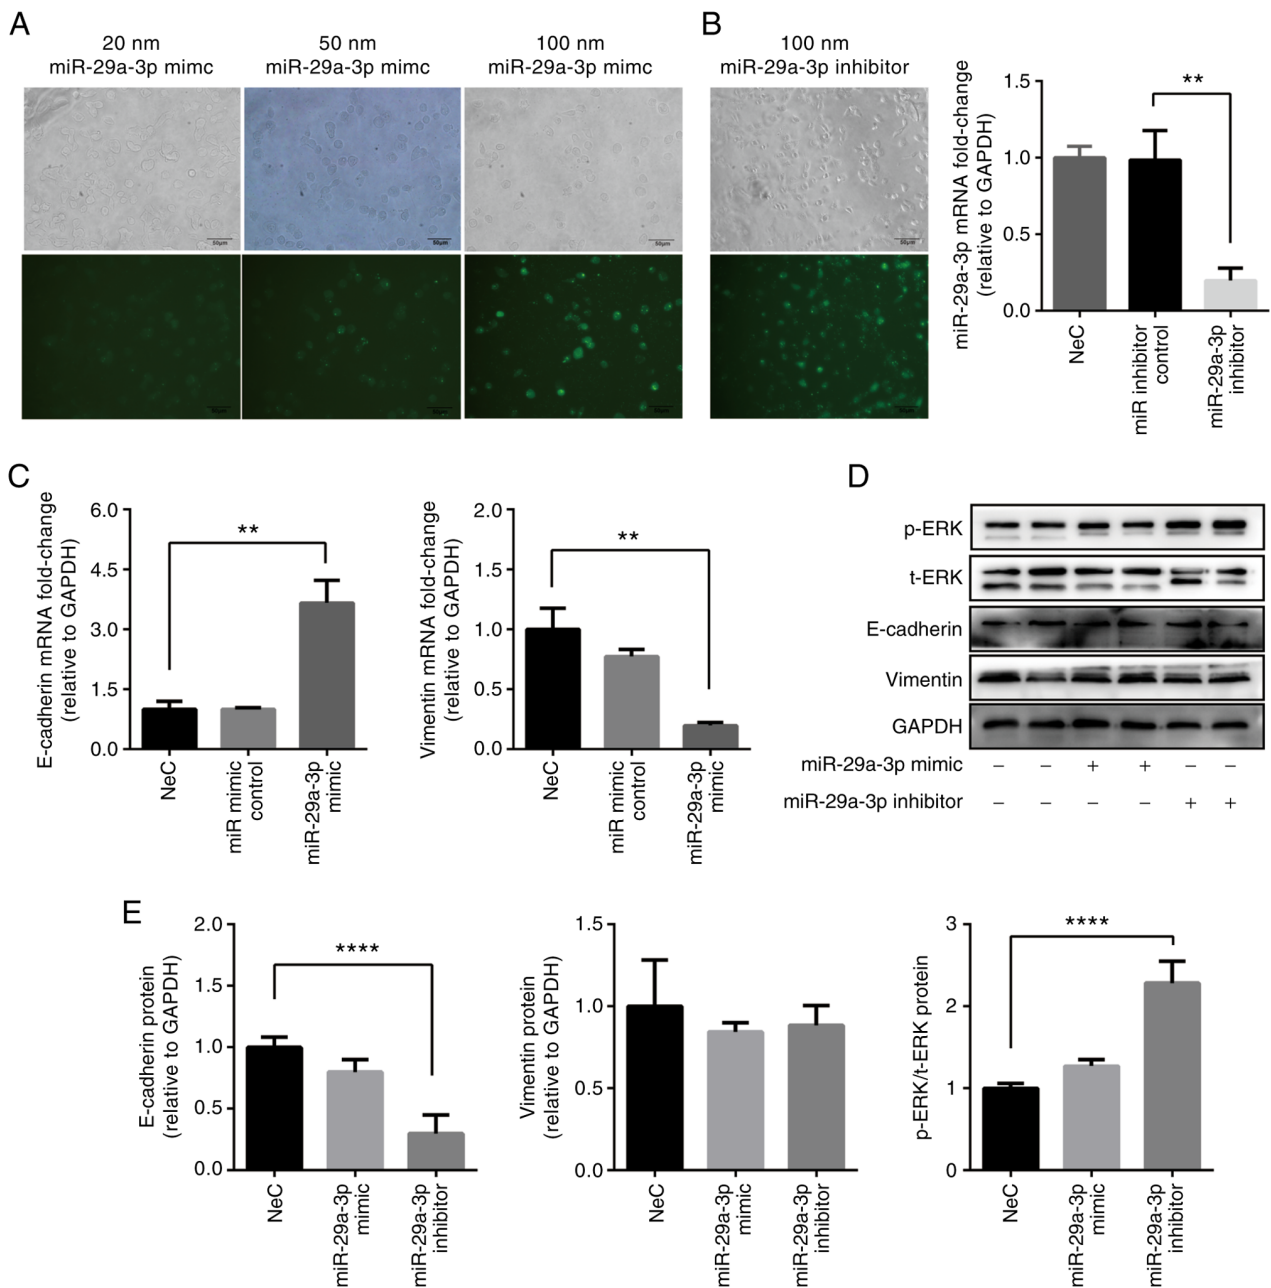 A
20 nm
miR-29a-3p mimc
50 nm
miR-29a-3p mimc
100 nm
miR-29a-3p mimc
50μm
50μm
50μm
50μm
50μm
50μm
B
100 nm
miR-29a-3p inhibitor
50μm
50μm
miR-29a-3p mRNA fold-change
(relative to GAPDH)
1.5
1.0
0.5
0.0
**
NeC
miR inhibitor
control
miR-29a-3p
inhibitor
C
E-cadherin mRNA fold-change
(relative to GAPDH)
6.0
4.5
3.0
1.5
0.0
**
NeC
miR mimic
control
miR-29a-3p
mimic
Vimentin mRNA fold-change
(relative to GAPDH)
2.0
1.5
1.0
0.5
0.0
**
NeC
miR mimic
control
miR-29a-3p
mimic
D
p-ERK
t-ERK
E-cadherin
Vimentin
GAPDH
miR-29a-3p mimic − − + + − −
miR-29a-3p inhibitor − − − − + +
E
E-cadherin protein
(relative to GAPDH)
2.0
1.5
1.0
0.5
0.0
****
NeC
miR-29a-3p
mimic
miR-29a-3p
inhibitor
Vimentin protein
(relative to GAPDH)
1.5
1.0
0.5
0.0
NeC
miR-29a-3p
mimic
miR-29a-3p
inhibitor
p-ERK/t-ERK protein
3
2
1
0
****
NeC
miR-29a-3p
mimic
miR-29a-3p
inhibitor